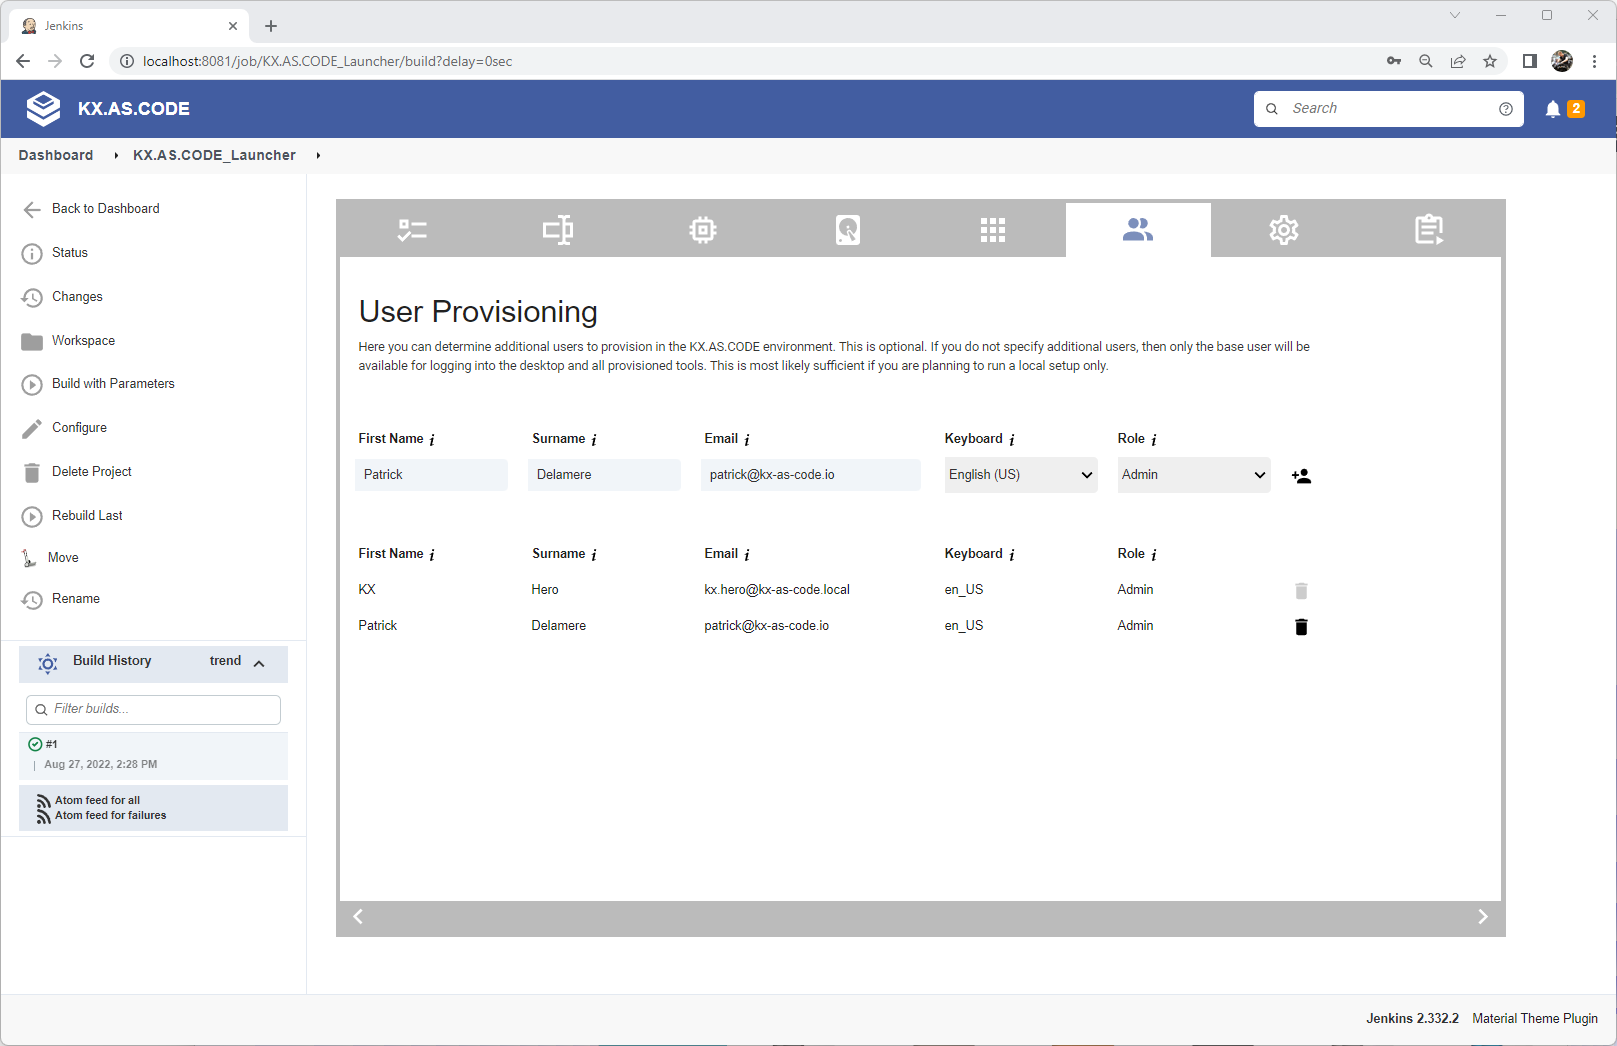 Jenkins
localhost:8081/job/KX.AS.CODE_Launcher/build?delay=0sec
KX.AS.CODE
Search
2
Dashboard
KX.AS.CODE_Launcher
Back to Dashboard
Status
Changes
Workspace
Build with Parameters
Configure
Delete Project
Rebuild Last
Move
Rename
Build History trend
Filter builds...
#1
Aug 27, 2022, 2:28 PM
Atom feed for all
Atom feed for failures
User Provisioning
Here you can determine additional users to provision in the KX.AS.CODE environment. This is optional. If you do not specify additional users, then only the base user will be
available for logging into the desktop and all provisioned tools. This is most likely sufficient if you are planning to run a local setup only.
First Name i Surname i Email i Keyboard i Role i
Patrick Delamere patrick@kx-as-code.io English (US) Admin
First Name i Surname i Email i Keyboard i Role i
KX Hero kx.hero@kx-as-code.local en_US Admin
Patrick Delamere patrick@kx-as-code.io en_US Admin
Jenkins 2.332.2 Material Theme Plugin